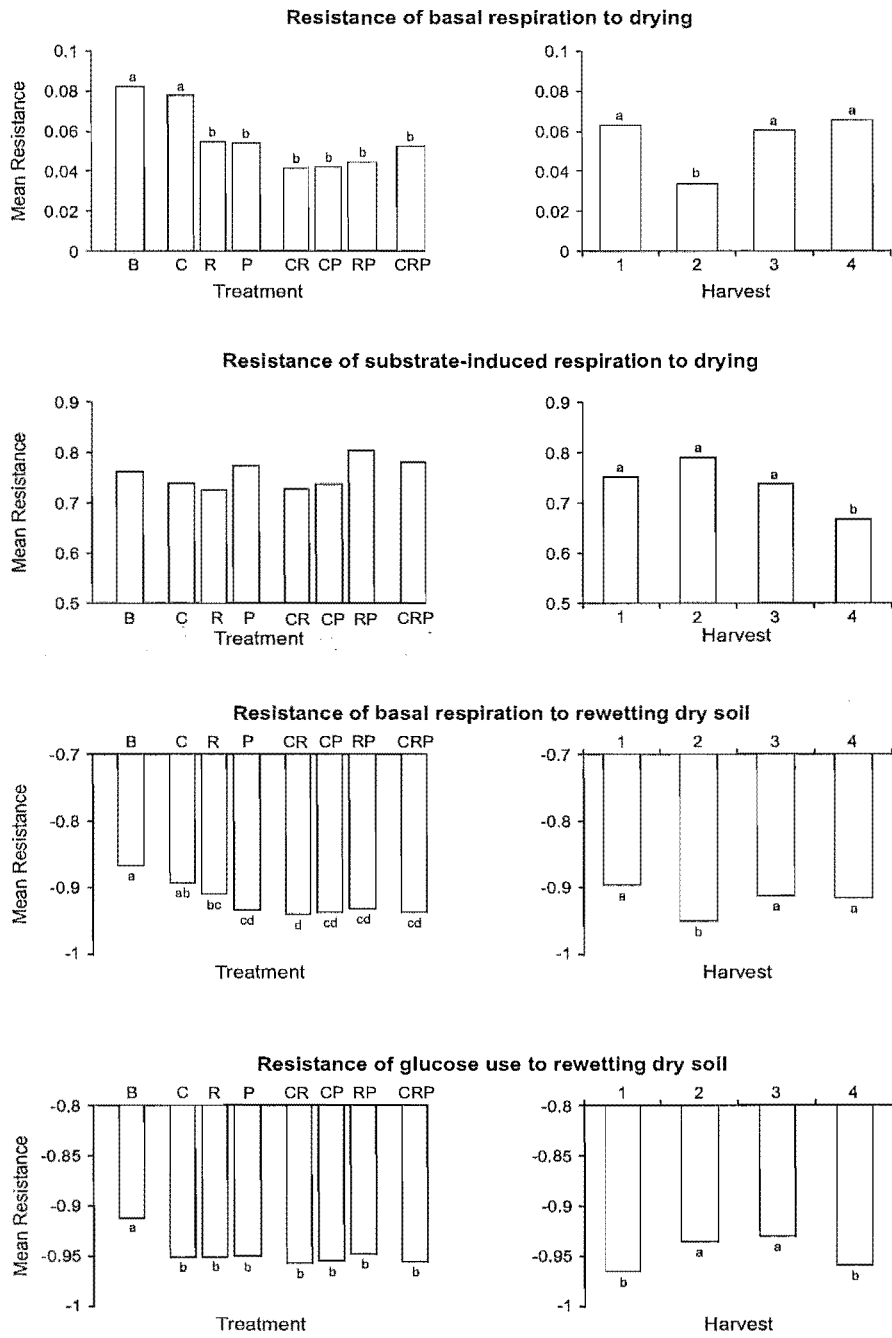 Resistance of basal respiration to drying
Mean Resistance
0.1
0.08
0.06
0.04
0.02
0
a a b b b b b b
B C R P CR CP RP CRP
Treatment
0.1
0.08
0.06
0.04
0.02
0
a b a a
1 2 3 4
Harvest
Resistance of substrate-induced respiration to drying
Mean Resistance
0.9
0.8
0.7
0.6
0.5
B C R P CR CP RP CRP
Treatment
0.9
0.8
0.7
0.6
0.5
a a a b
1 2 3 4
Harvest
Resistance of basal respiration to rewetting dry soil
Mean Resistance
B C R P CR CP RP CRP
-0.7
-0.8
-0.9
-1
a ab bc cd d cd cd cd
Treatment
1 2 3 4
-0.7
-0.8
-0.9
-1
a b a a
Harvest
Resistance of glucose use to rewetting dry soil
Mean Resistance
B C R P CR CP RP CRP
-0.8
-0.85
-0.9
-0.95
-1
a b b b b b b b
Treatment
1 2 3 4
-0.8
-0.85
-0.9
-0.95
-1
b a a b
Harvest